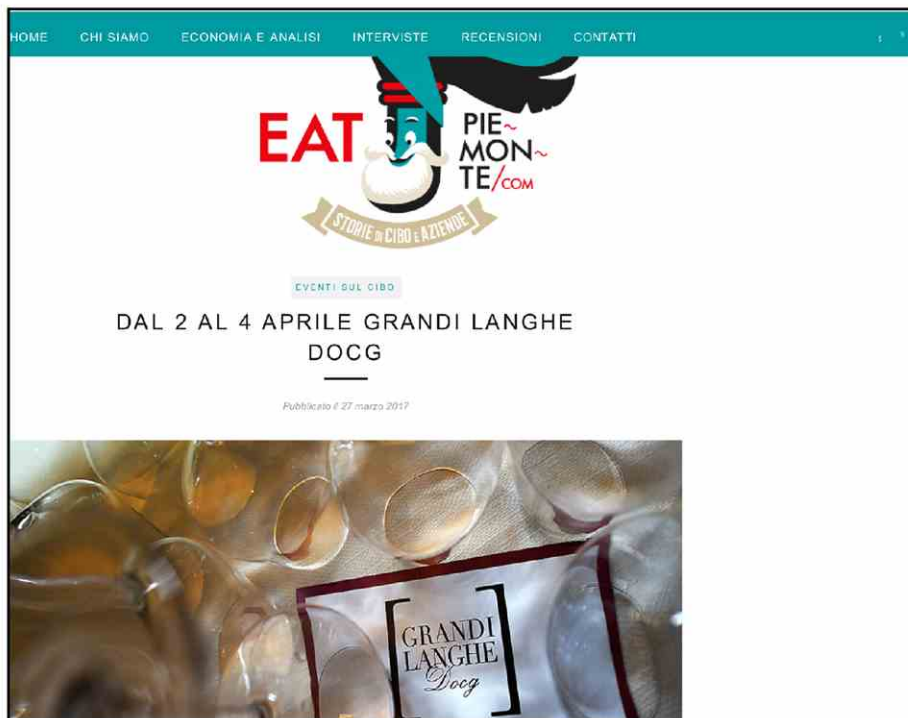 HOME CHI SIAMO ECONOMIA E ANALISI INTERVISTE RECENSIONI CONTATTI
EAT PIE~
MON~
TE/COM
STORIE DI CIBO E AZIENDE
EVENTI SUL CIBO
DAL 2 AL 4 APRILE GRANDI LANGHE
DOCG
Pubblicato il 27 marzo 2017
GRANDI
LANGHE
Docg